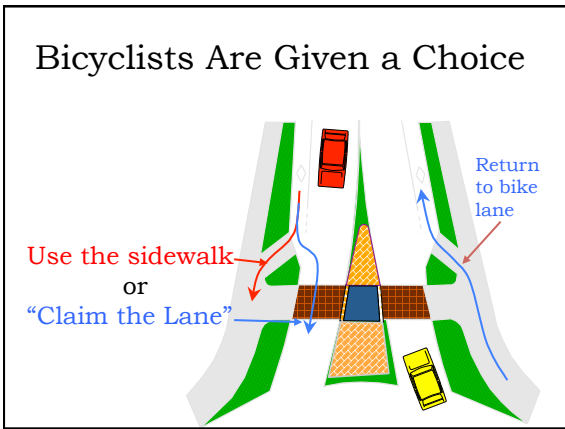 Bicyclists Are Given a Choice
Return
to bike
lane
Use the sidewalk
or
“Claim the Lane”